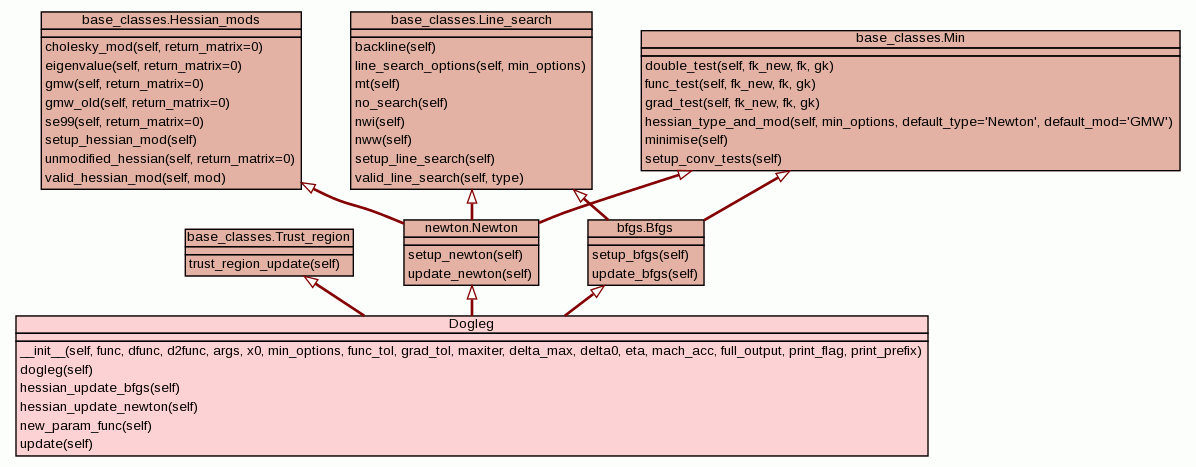 base_classes.Hessian_mods
cholesky_mod(self, return_matrix=0)
eigenvalue(self, return_matrix=0)
gmw(self, return_matrix=0)
gmw_old(self, return_matrix=0)
se99(self, return_matrix=0)
setup_hessian_mod(self)
unmodified_hessian(self, return_matrix=0)
valid_hessian_mod(self, mod)
base_classes.Line_search
backline(self)
line_search_options(self, min_options)
mt(self)
no_search(self)
nwi(self)
nww(self)
setup_line_search(self)
valid_line_search(self, type)
base_classes.Min
double_test(self, fk_new, fk, gk)
func_test(self, fk_new, fk, gk)
grad_test(self, fk_new, fk, gk)
hessian_type_and_mod(self, min_options, default_type='Newton', default_mod='GMW')
minimise(self)
setup_conv_tests(self)
base_classes.Trust_region
trust_region_update(self)
newton.Newton
setup_newton(self)
update_newton(self)
bfgs.Bfgs
setup_bfgs(self)
update_bfgs(self)
Dogleg
__init__(self, func, dfunc, d2func, args, x0, min_options, func_tol, grad_tol, maxiter, delta_max, delta0, eta, mach_acc, full_output, print_flag, print_prefix)
dogleg(self)
hessian_update_bfgs(self)
hessian_update_newton(self)
new_param_func(self)
update(self)